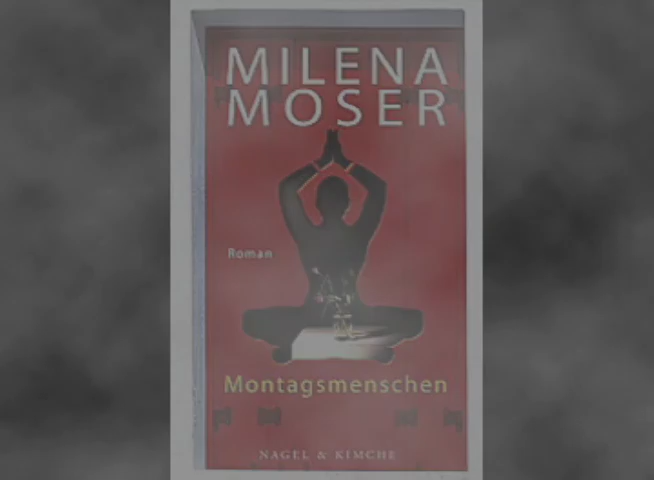 MILENA
MOSER
Roman
Montagsmenschen
NAGEL & KIMCHE